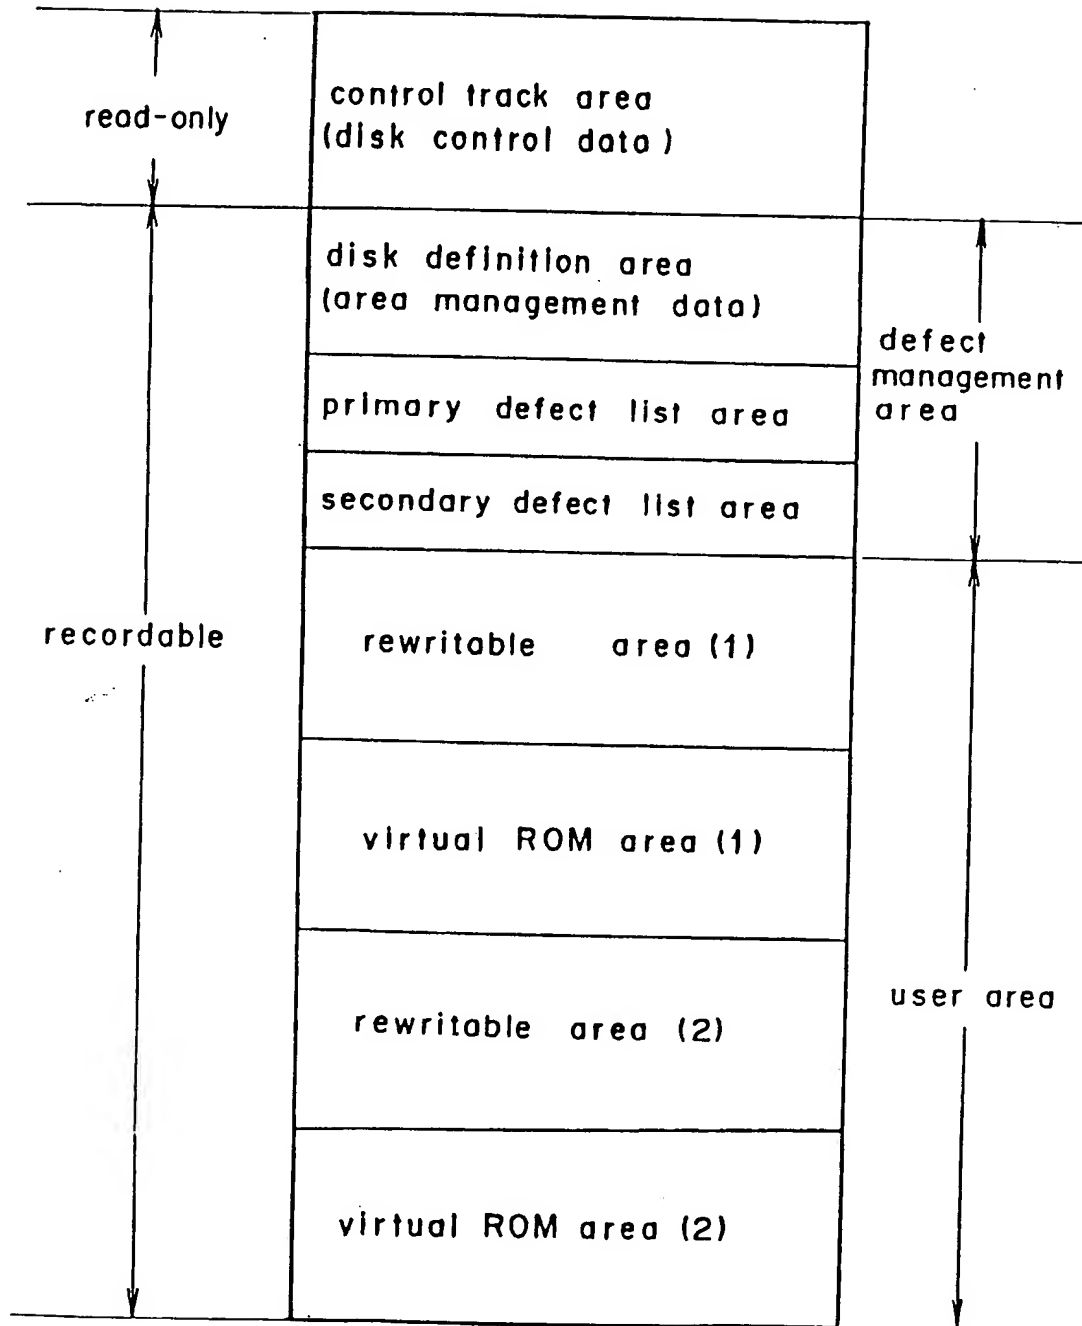 read-only
control track area
(disk control data)
disk definition area
(area management data)
defect
management
area
primary defect list area
secondary defect list area
recordable
rewritable area (1)
virtual ROM area (1)
user area
rewritable area (2)
virtual ROM area (2)